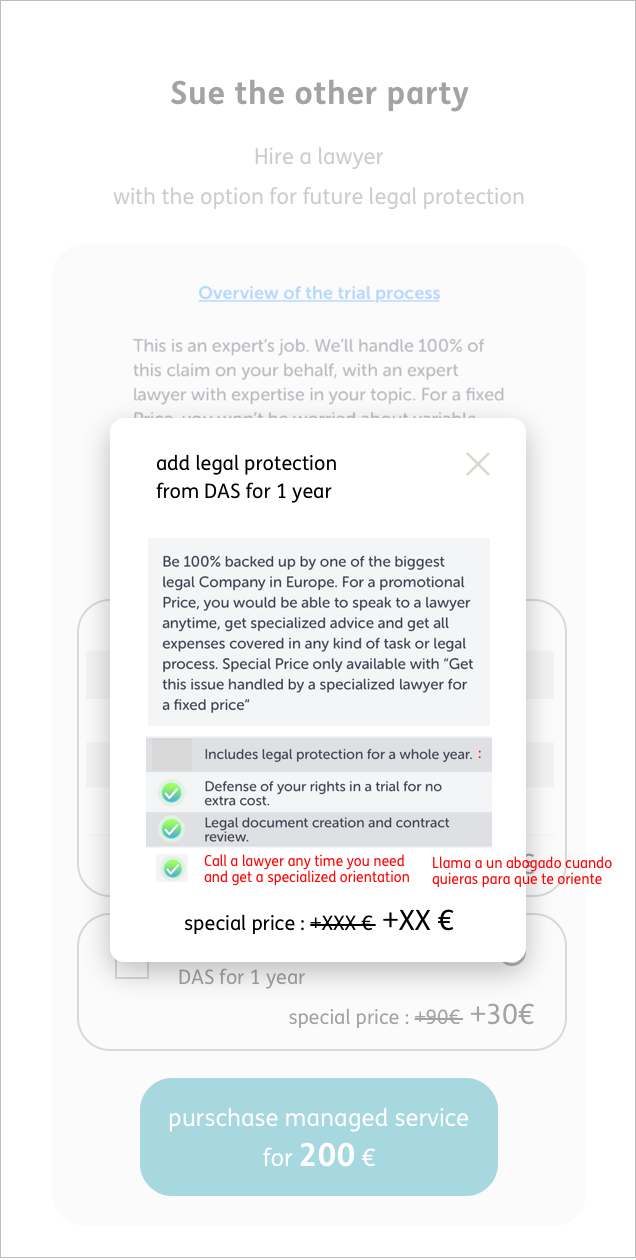 Sue the other party
Hire a lawyer
with the option for future legal protection
Overview of the trial process
This is an expert's job. We'll handle 100% of
this claim on your behalf, with an expert
lawyer with expertise in your topic. For a fixed
Price, you won't be worried about variable
add legal protection
from DAS for 1 year
Be 100% backed up by one of the biggest
legal Company in Europe. For a promotional
Price, you would be able to speak to a lawyer
anytime, get specialized advice and get all
expenses covered in any kind of task or legal
process. Special Price only available with “Get
this issue handled by a specialized lawyer for
a fixed price“
Includes legal protection for a whole year. :
Defense of your rights in a trial for no
extra cost.
Legal document creation and contract
review.
Call a lawyer any time you need
and get a specialized orientation
Llama a un abogado cuando
quieras para que te oriente
special price : +XXX € +XX €
DAS for 1 year
special price : +90€ +30€
purschase managed service
for 200 €